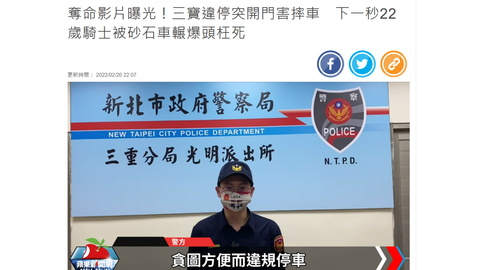 奪命影片曝光！三寶違停突開門害摔車　下一秒22
歲騎士被砂石車輾爆頭枉死
更新時間： 2022/02/26 22:07
新北市政府警察局
NEW TAIPEI CITY POLICE DEPARTMENT
三重分局 光明派出所
警察
POLICE
N.T.P.D.
警方
貪圖方便而違規停車